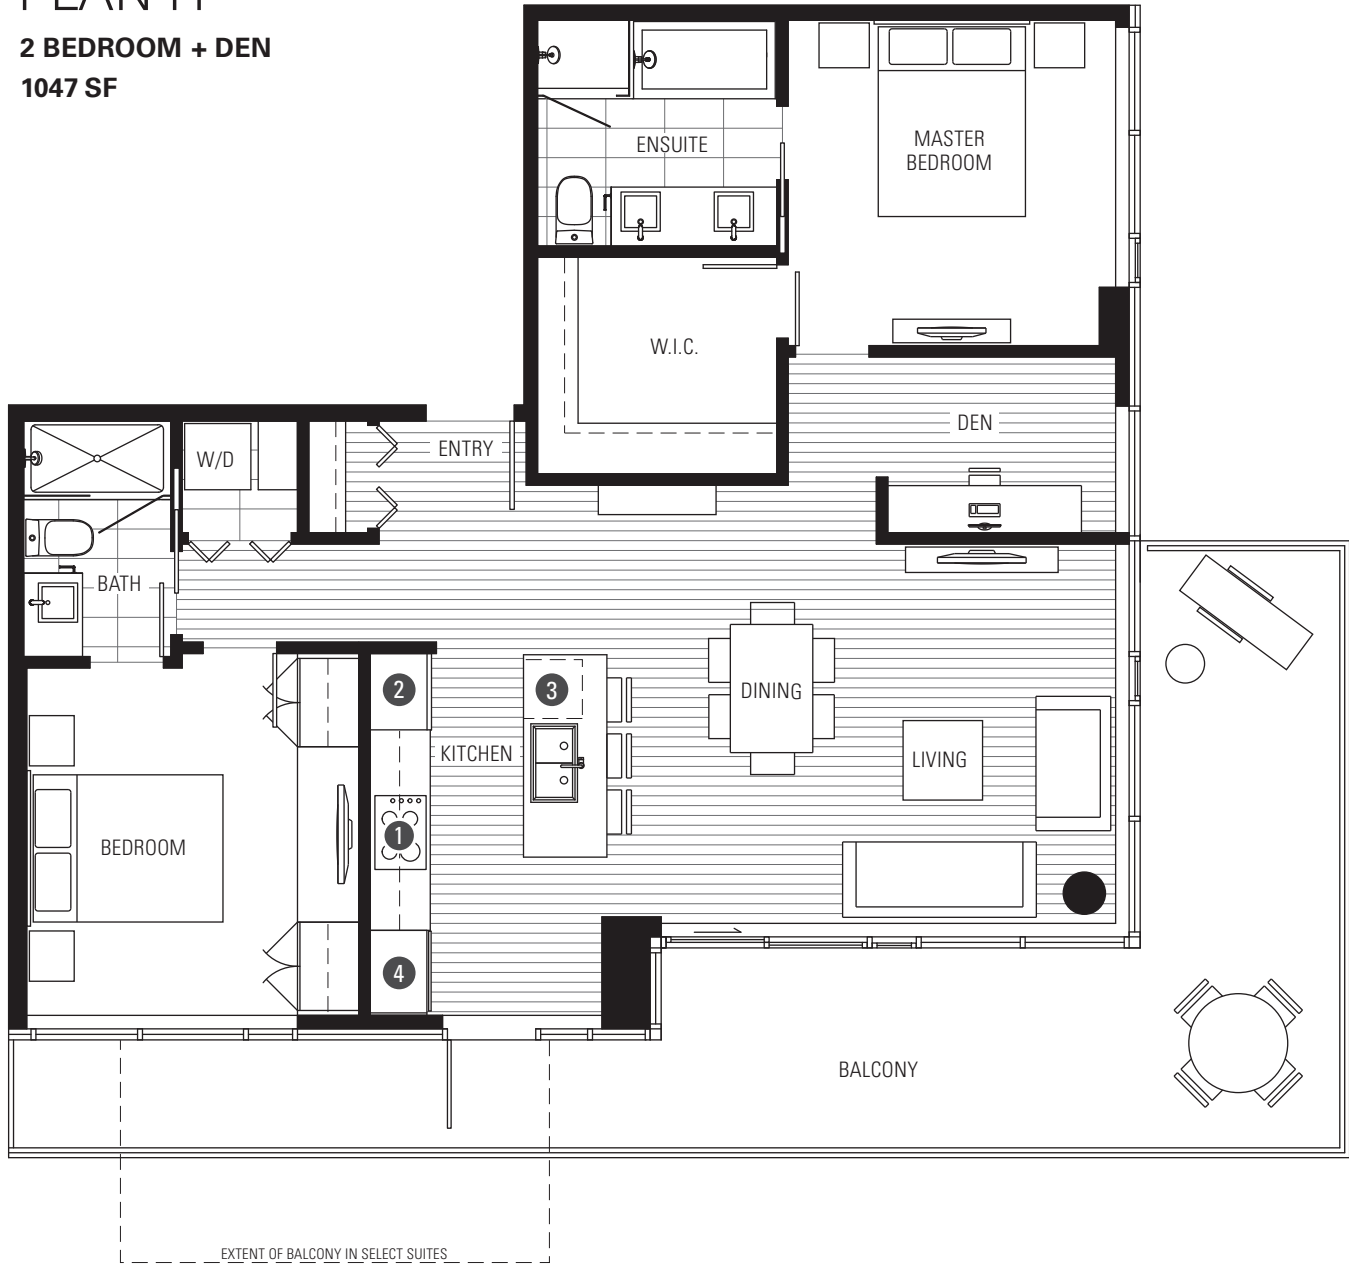 PLAN
2 BEDROOM + DEN
1047 SF
ENSUITE
MASTER
BEDROOM
W.I.C.
DEN
ENTRY
W/D
BATH
2
3
DINING
KITCHEN
LIVING
1
BEDROOM
4
BALCONY
EXTENT OF BALCONY IN SELECT SUITES